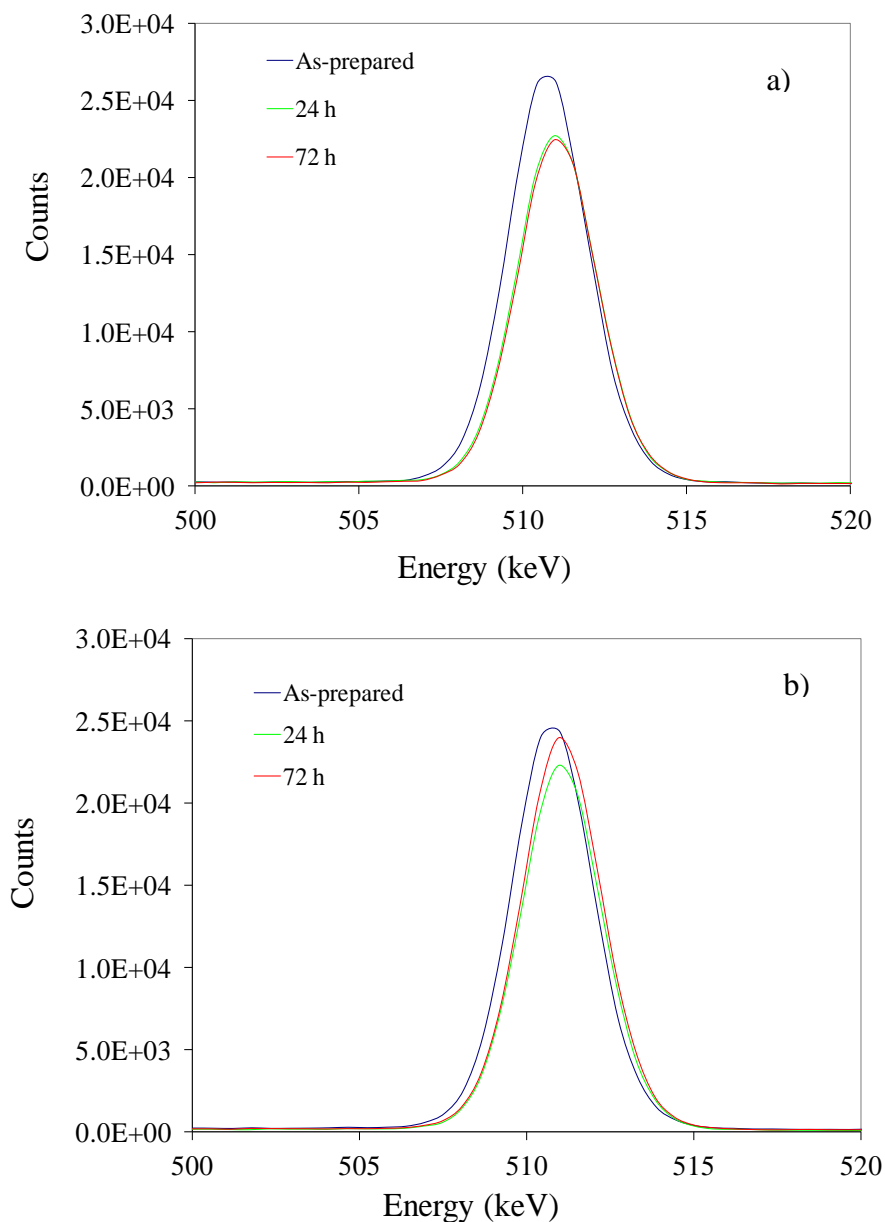 3.0E+04
As-prepared
a)
2.5E+04
24 h
72 h
2.0E+04
Counts
1.5E+04
1.0E+04
5.0E+03
0.0E+00
500
505
510
515
520
Energy (keV)
3.0E+04
As-prepared
b)
2.5E+04
24 h
72 h
2.0E+04
Counts
1.5E+04
1.0E+04
5.0E+03
0.0E+00
500
505
510
515
520
Energy (keV)